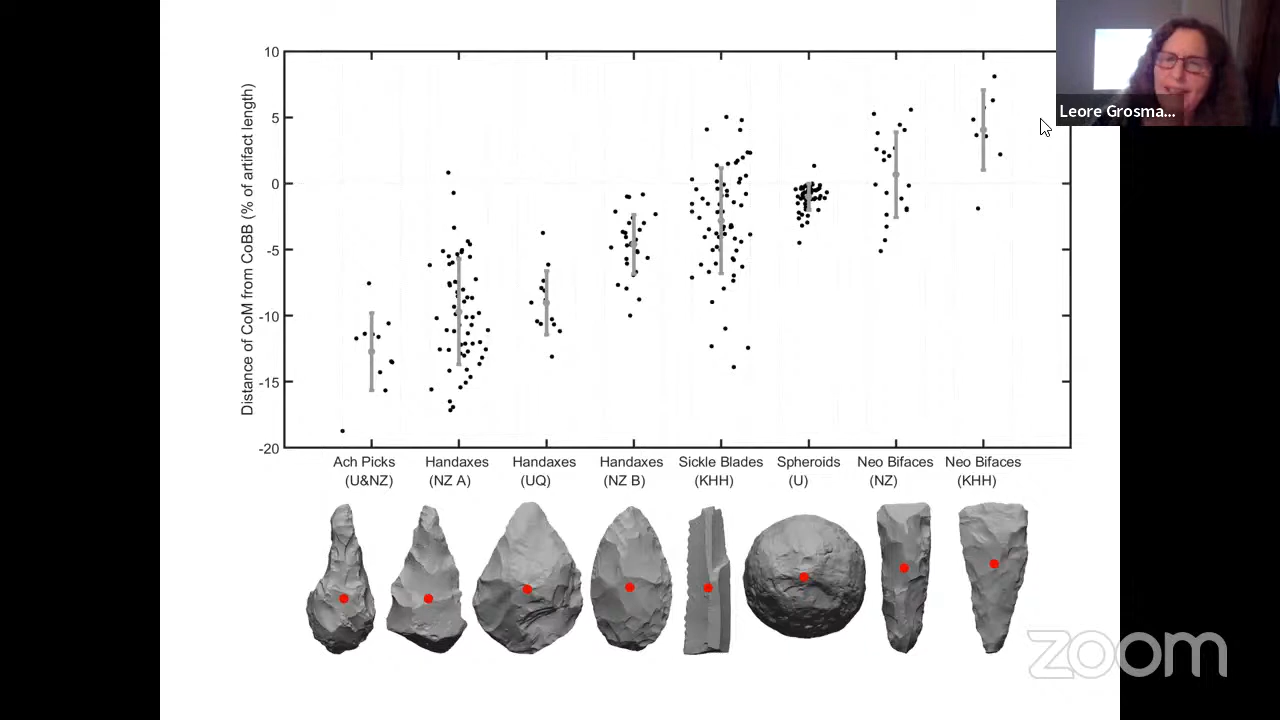 Leore Grosma...
Distance of CoM from CoBB (% of artifact length)
10
5
0
-5
-10
-15
-20
Ach Picks Handaxes Handaxes Handaxes Sickle Blades Spheroids Neo Bifaces Neo Bifaces
(U&NZ) (NZ A) (UQ) (NZ B) (KHH) (U) (NZ) (KHH)
zoom